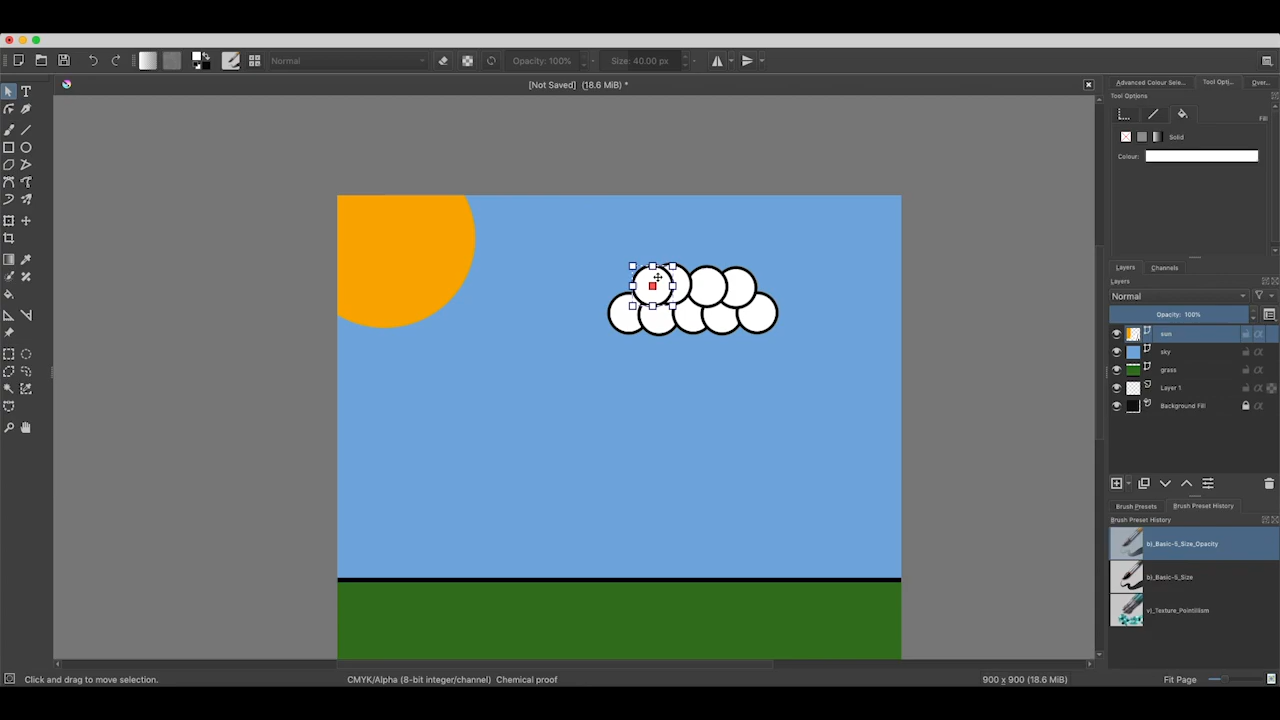 Normal
Opacity: 100%
Size: 40.00 px
[Not Saved] (18.6 MiB) *
Advanced Colour Sele...
Tool Opti...
Over...
Tool Options
Fill
Solid
Colour:
Layers
Channels
Layers
Normal
Opacity: 100%
sun
sky
grass
Layer 1
Background Fill
Brush Presets
Brush Preset History
Brush Preset History
b)_Basic-5_Size_Opacity
b)_Basic-5_Size
v)_Texture_Pointillism
Click and drag to move selection.
CMYK/Alpha (8-bit integer/channel) Chemical proof
900 x 900 (18.6 MiB)
Fit Page